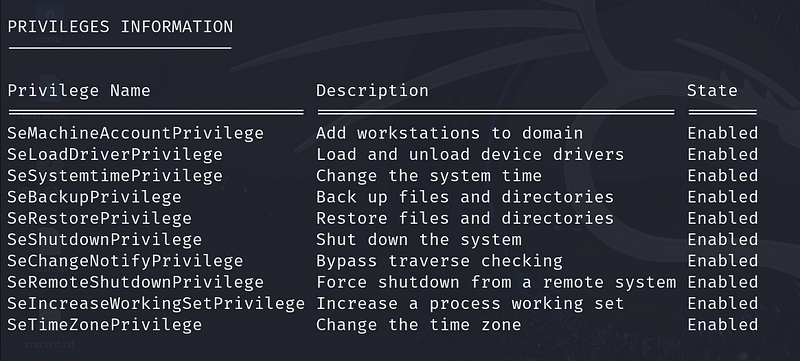 PRIVILEGES INFORMATION
Privilege Name Description State
SeMachineAccountPrivilege Add workstations to domain Enabled
SeLoadDriverPrivilege Load and unload device drivers Enabled
SeSystemtimePrivilege Change the system time Enabled
SeBackupPrivilege Back up files and directories Enabled
SeRestorePrivilege Restore files and directories Enabled
SeShutdownPrivilege Shut down the system Enabled
SeChangeNotifyPrivilege Bypass traverse checking Enabled
SeRemoteShutdownPrivilege Force shutdown from a remote system Enabled
SeIncreaseWorkingSetPrivilege Increase a process working set Enabled
SeTimeZonePrivilege Change the time zone Enabled
cracked.txt